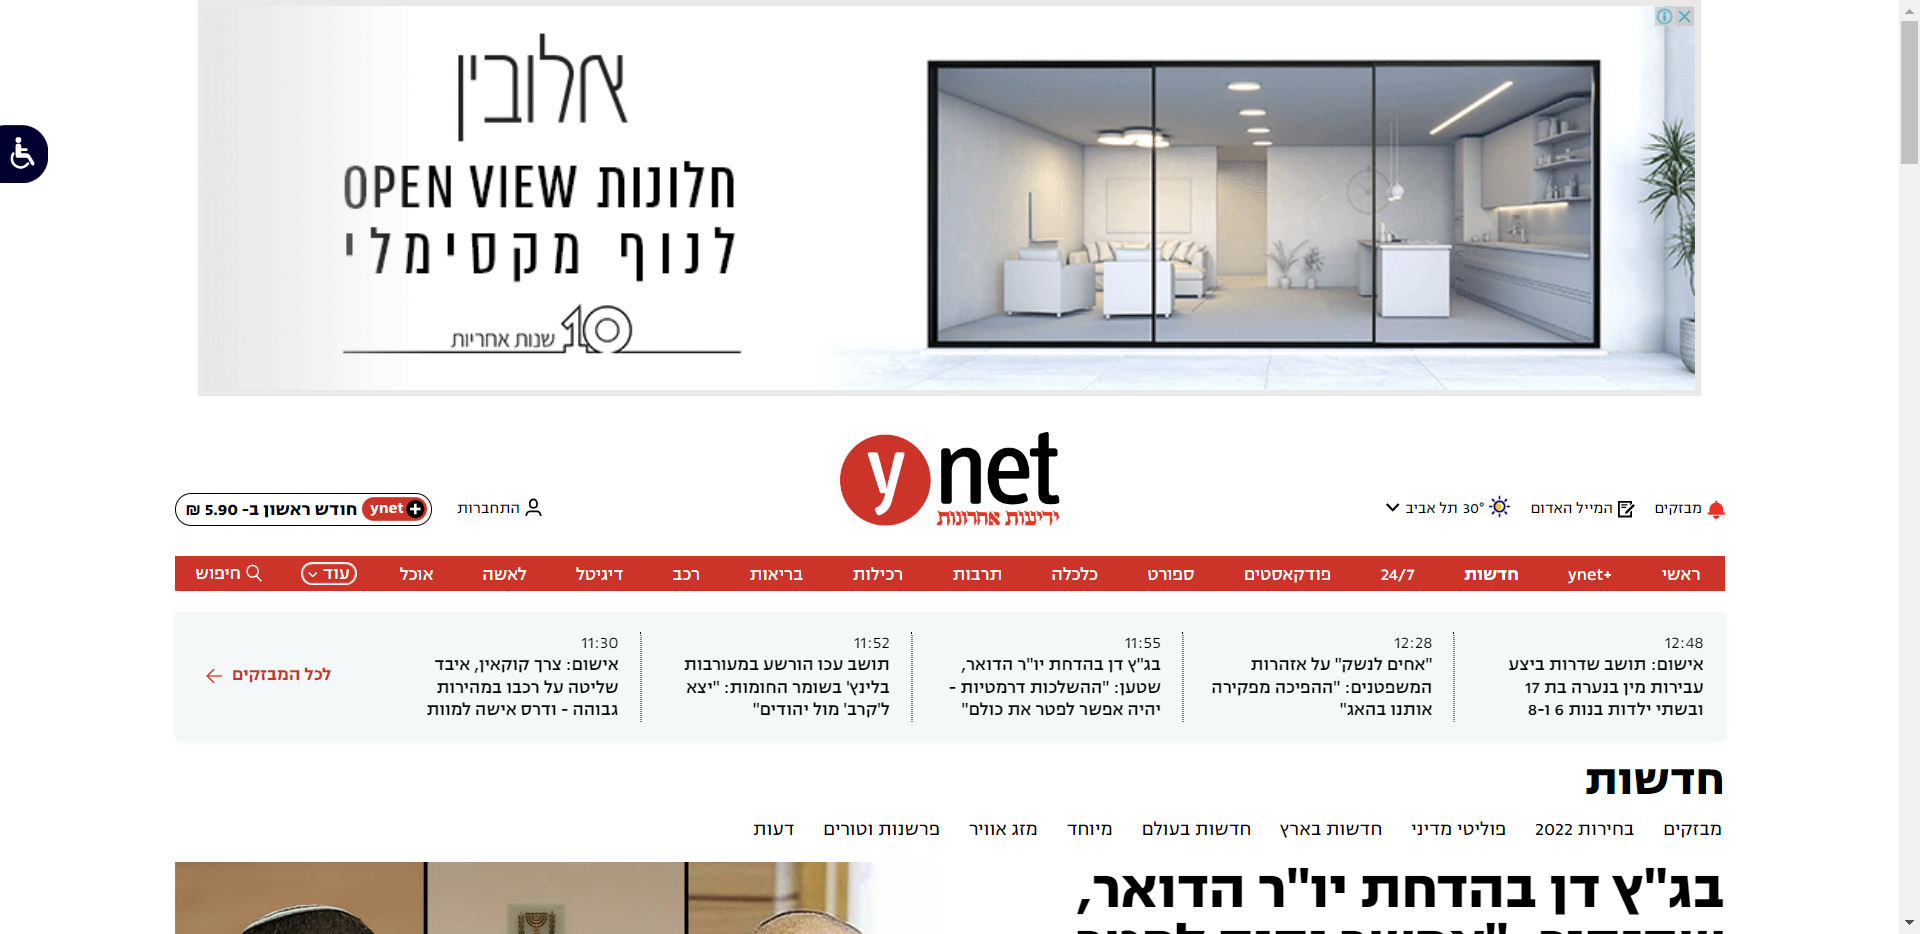 אלובין
חלונות OPEN VIEW
לנוף מקסימלי
10 שנות אחריות
ynet
ידיעות אחרונות
מבזקים
המייל האדום
30° תל אביב
התחברות
ynet+ חודש ראשון ב- 5.90 ₪
ראשי
ynet+
חדשות
24/7
פודקאסטים
ספורט
כלכלה
תרבות
רכילות
בריאות
רכב
דיגיטל
לאשה
אוכל
עוד
חיפוש
12:48
אישום: תושב שדרות ביצע
עבירות מין בנערה בת 17
ובשתי ילדות בנות 6 ו-8
12:28
"אחים לנשק" על אזהרות
המשפטנים: "ההפיכה מפקירה
אותנו בהאג"
11:55
בג"ץ דן בהדחת יו"ר הדואר,
שטען: "ההשלכות דרמטיות -
יהיה אפשר לפטר את כולם"
11:52
תושב עכו הורשע במעורבות
בלינץ' בשומר החומות: "יצא
ל'קרב' מול יהודים"
11:30
אישום: צרך קוקאין, איבד
שליטה על רכבו במהירות
גבוהה - ודרס אישה למוות
לכל המבזקים
חדשות
מבזקים
בחירות 2022
פוליטי מדיני
חדשות בארץ
חדשות בעולם
מיוחד
מזג אוויר
פרשנות וטורים
דעות
בג"ץ דן בהדחת יו"ר הדואר,